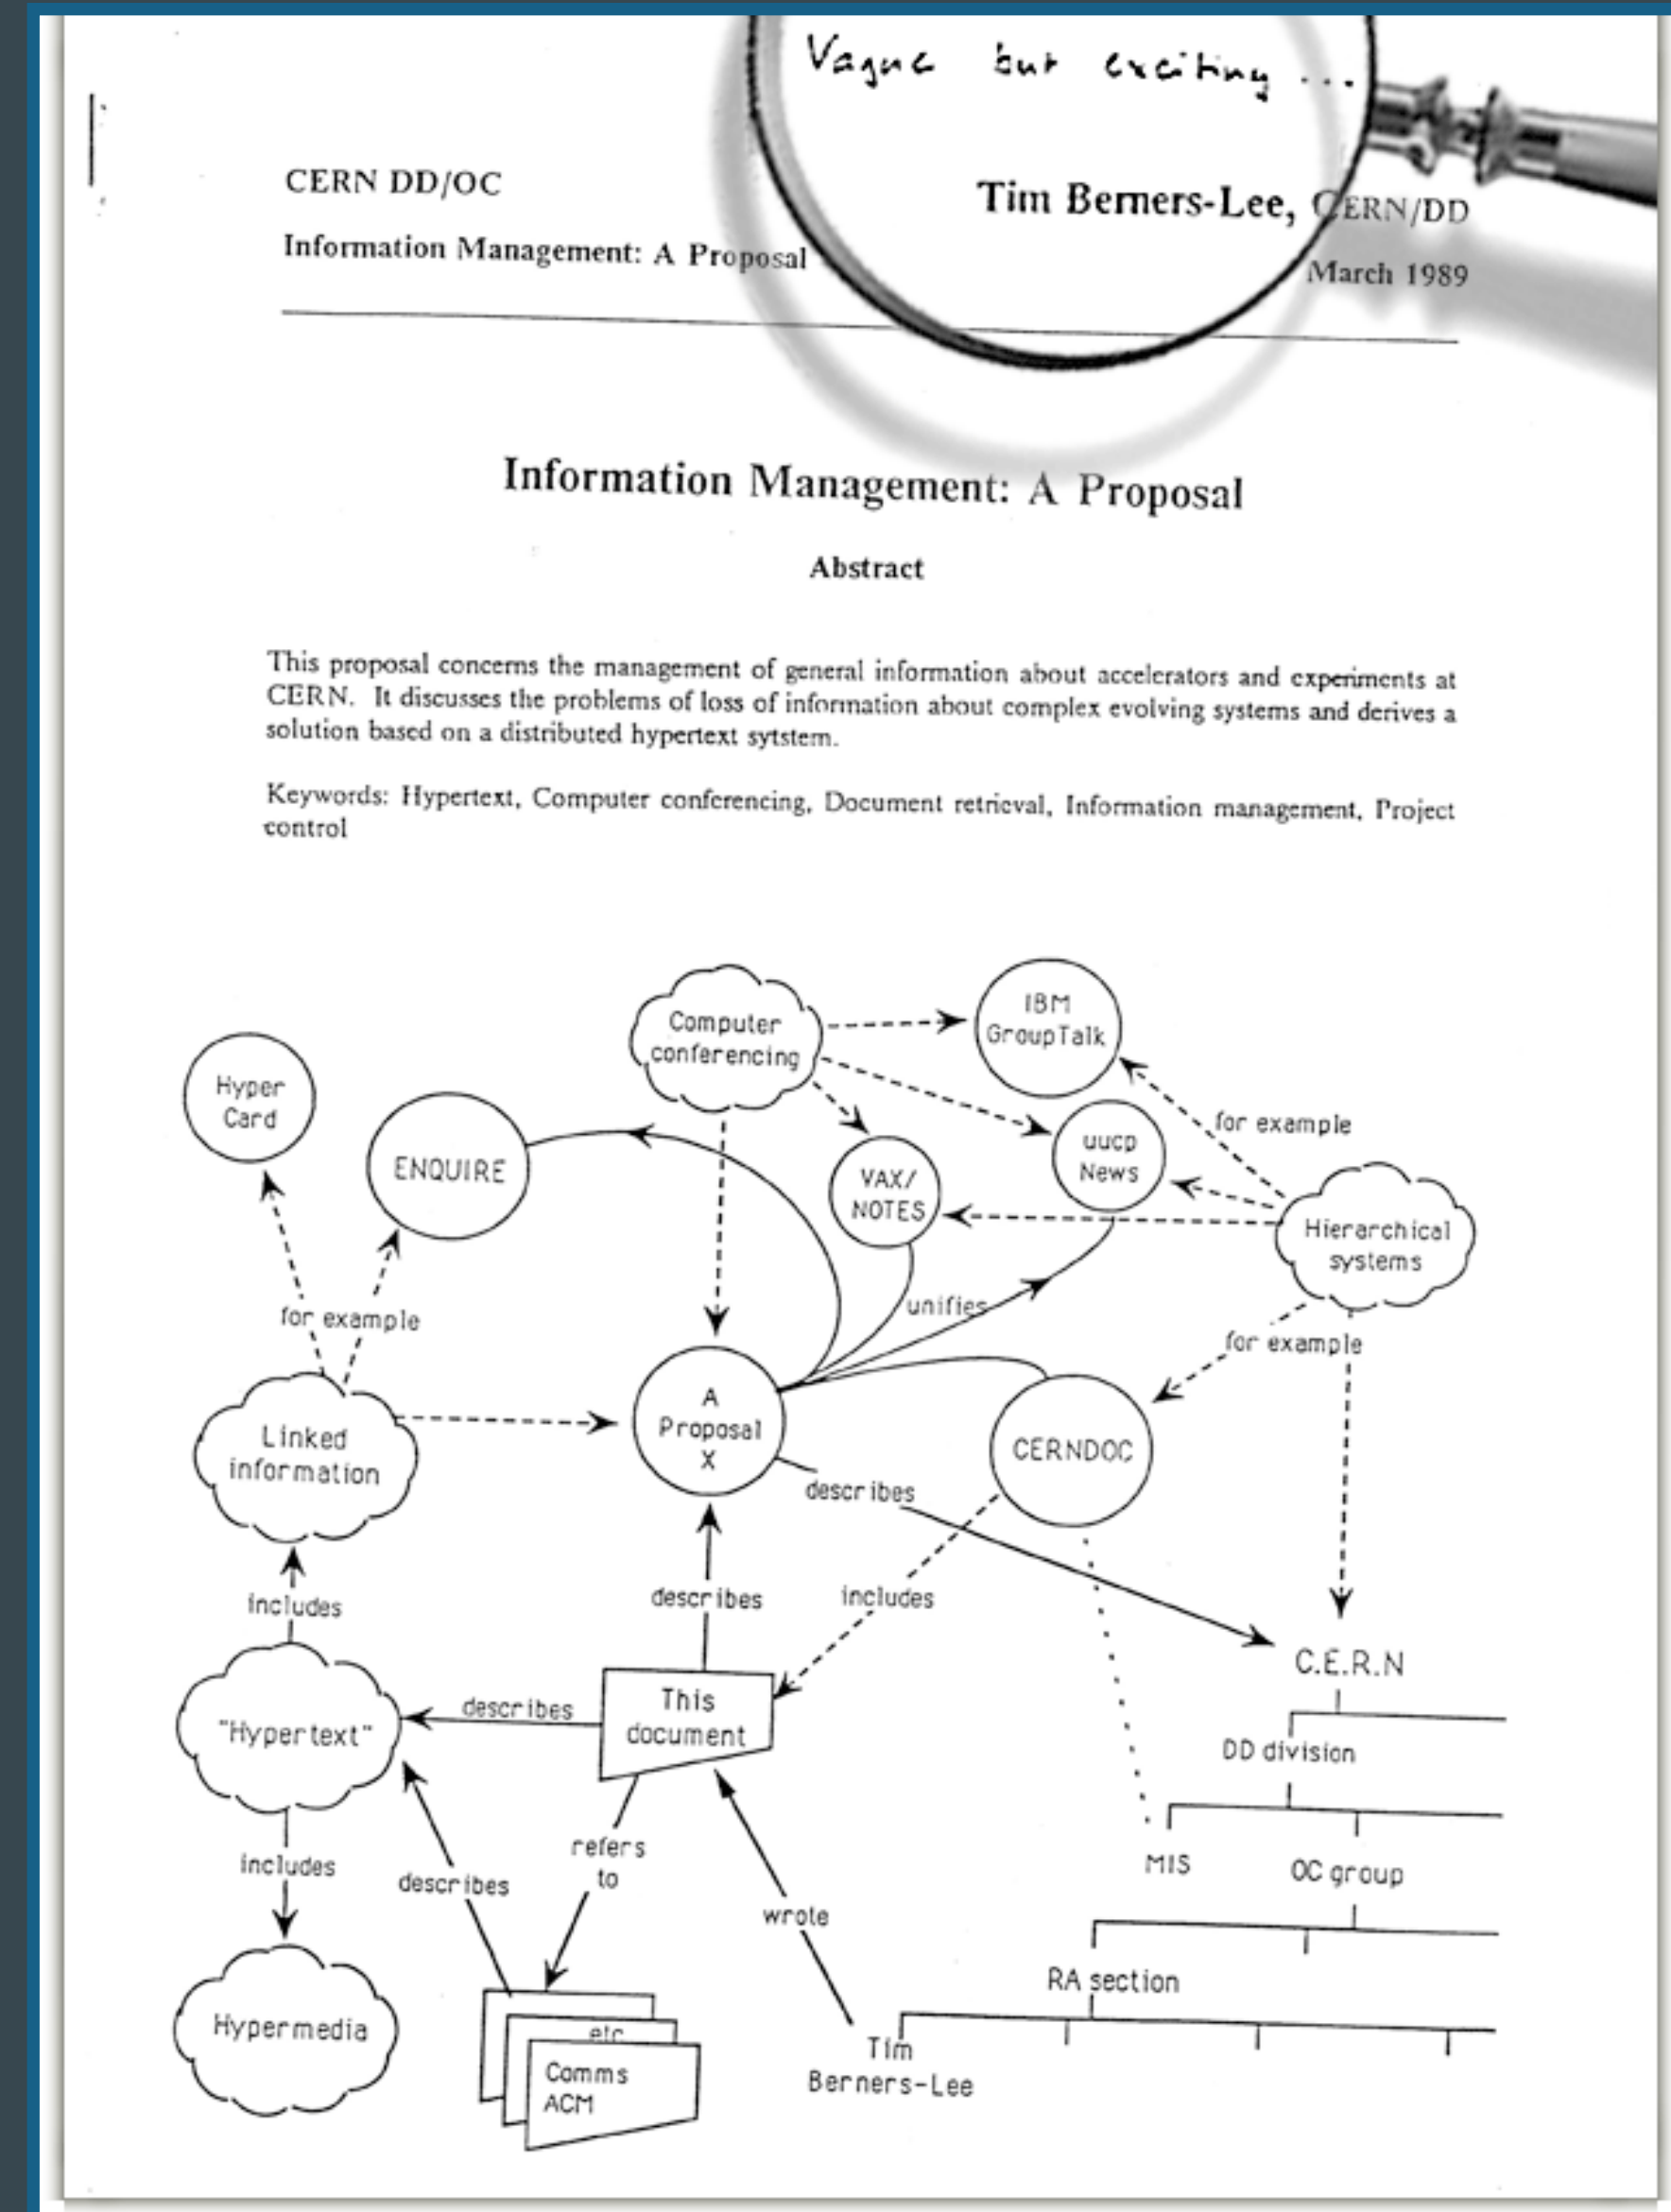 Vague but exciting ...
CERN DD/OC
Tim Berners-Lee, CERN/DD
Information Management: A Proposal
March 1989
Information Management: A Proposal
Abstract
This proposal concerns the management of general information about accelerators and experiments at
CERN. It discusses the problems of loss of information about complex evolving systems and derives a
solution based on a distributed hypertext sytstem.
Keywords: Hypertext, Computer conferencing, Document retrieval, Information management, Project
control
IBM
GroupTalk
Computer
conferencing
Hyper
Card
for example
ENQUIRE
uucp
News
VAX/
NOTES
Hierarchical
systems
unifies
for example
for example
A
Proposal
X
Linked
information
CERNDOC
describes
includes
describes
includes
C.E.R.N
This
document
describes
"Hypertext"
DD division
refers
to
includes
describes
MIS
OC group
wrote
RA section
Hypermedia
etc
Tim
Berners-Lee
Comms
ACM